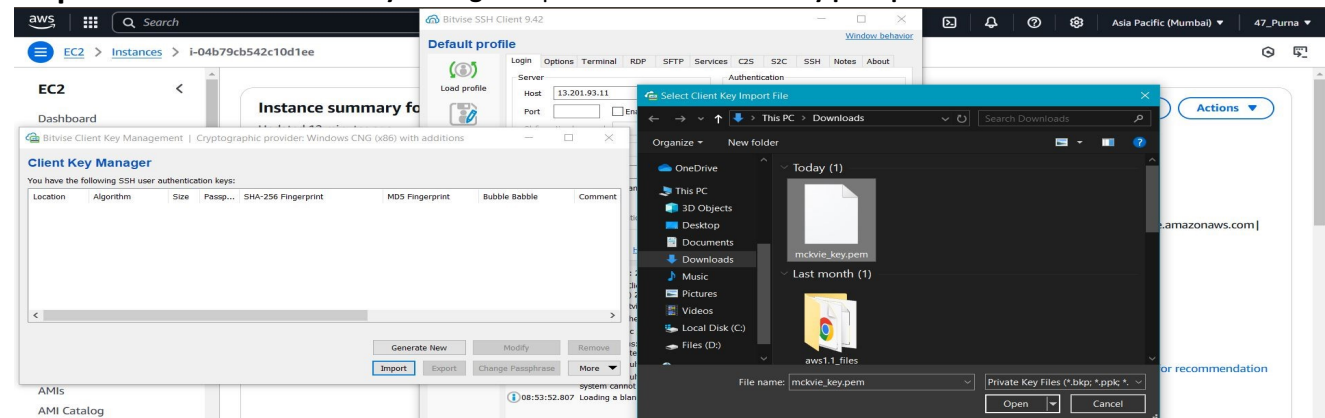 aws
Search
Asia Pacific (Mumbai) ▼
47_Purna ▼
EC2 > Instances > i-04b79cb542c10d1ee
EC2
Dashboard
Instance summary fo
Actions ▼
.amazonaws.com|
or recommendation
AMIs
AMI Catalog
Bitvise SSH Client 9.42
Default profile
Window behavior
Load profile
Login Options Terminal RDP SFTP Services C2S S2C SSH Notes About
Server
Authentication
Host 13.201.93.11
Port
08:53:52.807 Loading a blan
Bitvise Client Key Management | Cryptographic provider: Windows CNG (x86) with additions
Client Key Manager
You have the following SSH user authentication keys:
Location Algorithm Size Passp... SHA-256 Fingerprint MD5 Fingerprint Bubble Babble Comment
Generate New Modify Remove
Import Export Change Passphrase More
Select Client Key Import File
This PC > Downloads
Search Downloads
Organize New folder
OneDrive
This PC
3D Objects
Desktop
Documents
Downloads
Music
Pictures
Videos
Local Disk (C:)
Files (D:)
Today (1)
mckvie_key.pem
Last month (1)
aws1.1_files
File name: mckvie_key.pem
Private Key Files (*.bkp; *.ppk; *.
Open Cancel